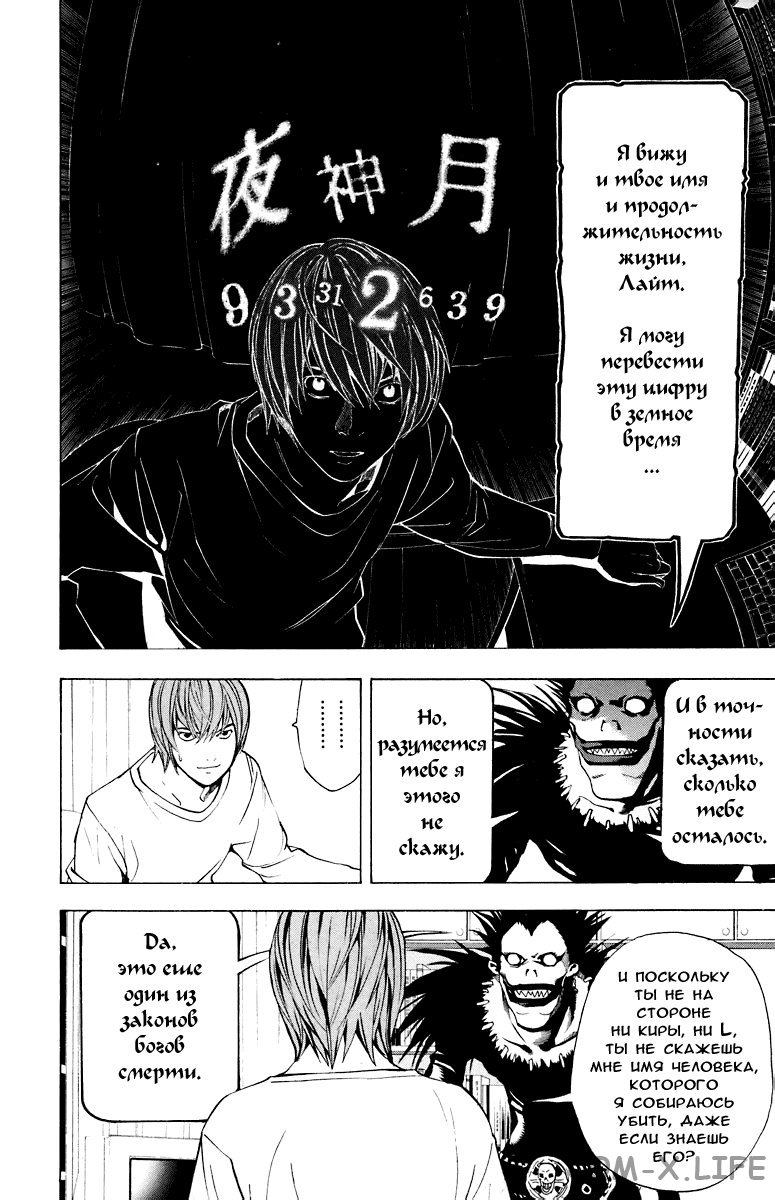 夜神月
9 3 31 2 6 3 9
Я вижу
и твое имя
и продол-
жительность
жизни,
Лайт.
Я могу
перевести
эту цифру
в земное
время
...
И в точ-
ности
сказать,
сколько
тебе
осталось.
Но,
разумеется
тебе я
этого
не
скажу.
......
И ПОСКОЛЬКУ
ТЫ НЕ НА
СТОРОНЕ
НИ КИРЫ, НИ L,
ТЫ НЕ СКАЖЕШЬ
МНЕ ИМЯ ЧЕЛОВЕКА,
КОТОРОГО
Я СОБИРАЮСЬ
УБИТЬ, ДАЖЕ
ЕСЛИ ЗНАЕШЬ
ЕГО?
Да,
это еще
один из
законов
богов
смерти.
RM-X.LIFE